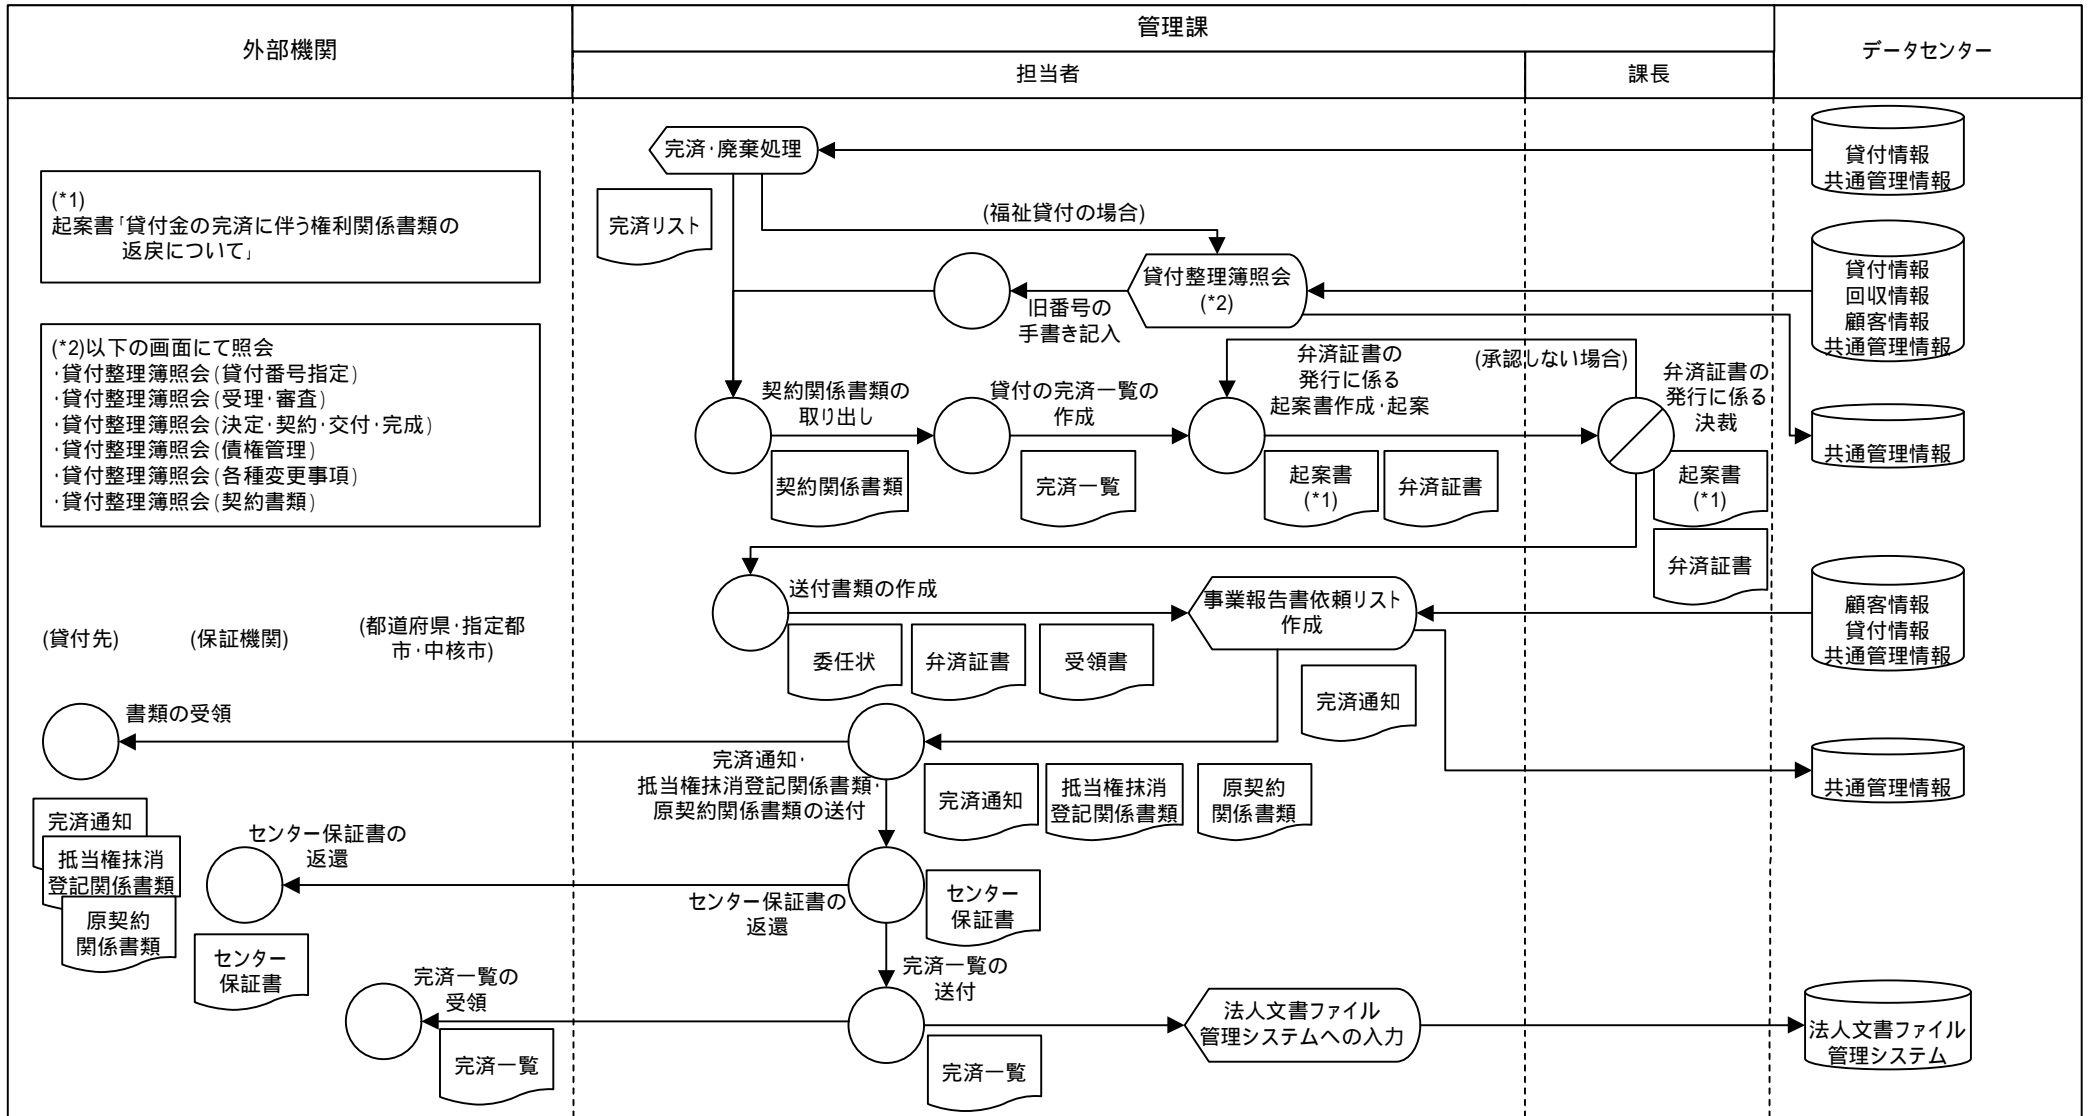 外部機関
管理課
データセンター
担当者
課長
完済・廃棄処理
貸付情報
共通管理情報
(*1)
起案書「貸付金の完済に伴う権利関係書類の
返戻について」
完済リスト
(福祉貸付の場合)
貸付整理簿照会
(*2)
旧番号の
手書き記入
貸付情報
回収情報
顧客情報
共通管理情報
(*2)以下の画面にて照会
・貸付整理簿照会(貸付番号指定)
・貸付整理簿照会(受理・審査)
・貸付整理簿照会(決定・契約・交付・完成)
・貸付整理簿照会(債権管理)
・貸付整理簿照会(各種変更事項)
・貸付整理簿照会(契約書類)
契約関係書類の
取り出し
貸付の完済一覧の
作成
弁済証書の
発行に係る
起案書作成・起案
(承認しない場合)
弁済証書の
発行に係る
決裁
共通管理情報
契約関係書類
完済一覧
起案書
(*1)
弁済証書
起案書
(*1)
弁済証書
送付書類の作成
事業報告書依頼リスト
作成
顧客情報
貸付情報
共通管理情報
(貸付先)
(保証機関)
(都道府県・指定都
市・中核市)
委任状
弁済証書
受領書
完済通知
書類の受領
完済通知・
抵当権抹消登記関係書類・
原契約関係書類の送付
完済通知
抵当権抹消
登記関係書類
原契約
関係書類
共通管理情報
完済通知
抵当権抹消
登記関係書類
原契約
関係書類
センター保証書の
返還
センター保証書の
返還
センター
保証書
センター
保証書
完済一覧の
受領
完済一覧の
送付
法人文書ファイル
管理システムへの入力
法人文書ファイル
管理システム
完済一覧
完済一覧